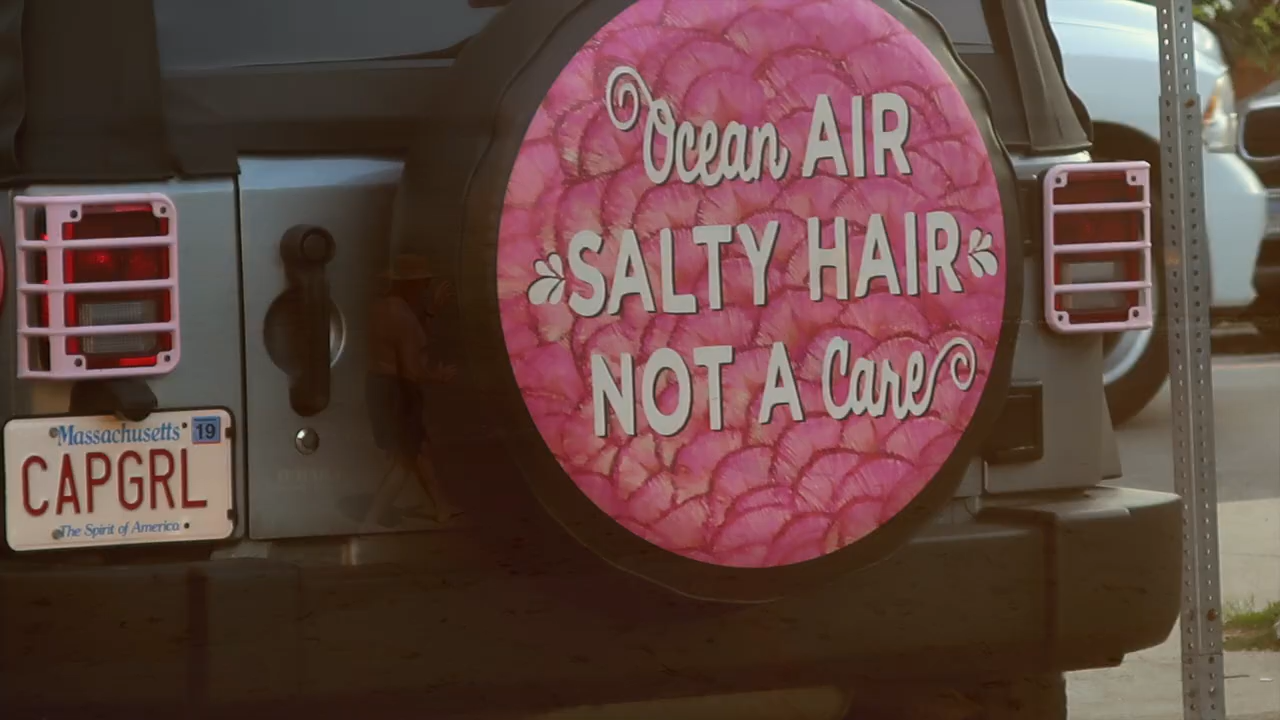 Ocean AIR
SALTY HAIR
NOT A Care
Massachusetts 19
CAPGRL
The Spirit of America